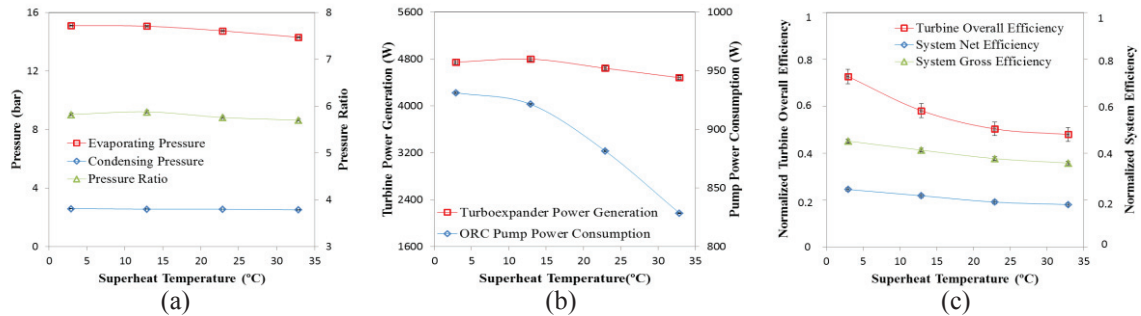 16
12
8
4
0
Pressure (bar)
8
7
6
5
4
3
Pressure Ratio
Evaporating Pressure
Condensing Pressure
Pressure Ratio
0 5 10 15 20 25 30 35
Superheat Temperature (°C)
(a)
5600
4800
4000
3200
2400
1600
Turbine Power Generation (W)
1000
950
900
850
800
Pump Power Consumption (W)
Turboexpander Power Generation
ORC Pump Power Consumption
0 5 10 15 20 25 30 35
Superheat Temperature(°C)
(b)
1
0.8
0.6
0.4
0.2
0
Normalized Turbine Overall Efficiency
1
0.8
0.6
0.4
0.2
0
Normalized System Efficiency
Turbine Overall Efficiency
System Net Efficiency
System Gross Efficiency
0 5 10 15 20 25 30 35
Superheat Temperature (°C)
(c)